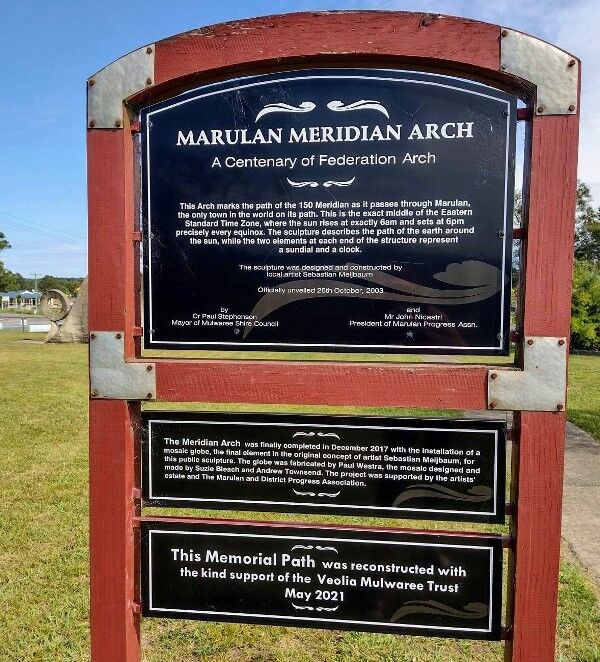 MARULAN MERIDIAN ARCH
A Centenary of Federation Arch
This Arch marks the path of the 150 Meridian as it passes through Marulan,
the only town in the world on its path. This is the exact middle of the Eastern
Standard Time Zone, where the sun rises at exactly 6am and sets at 6pm
precisely every equinox. The sculpture describes the path of the earth around
the sun, while the two elements at each end of the structure represent
a sundial and a clock.
The sculpture was designed and constructed by
local artist Sebastian Meijbaum
Officially unveiled 26th October, 2003
by and
Cr Paul Stephenson Mr John Nicastri
Mayor of Mulwaree Shire Council President of Marulan Progress Assn.
The Meridian Arch was finally completed in December 2017 with the installation of a
mosaic globe, the final element in the original concept of artist Sebastian Meijbaum, for
this public sculpture. The globe was fabricated by Paul Westra, the mosaic designed and
made by Suzie Bleach and Andrew Townsend. The project was supported by the artists'
estate and The Marulan and District Progress Association.
This Memorial Path was reconstructed with
the kind support of the Veolia Mulwaree Trust
May 2021